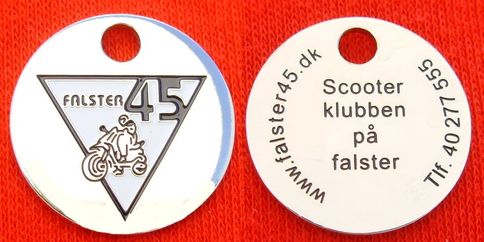 FALSTER 45
www.falster45.dk
Scooter
klubben
på
falster
Tlf. 40 277 555